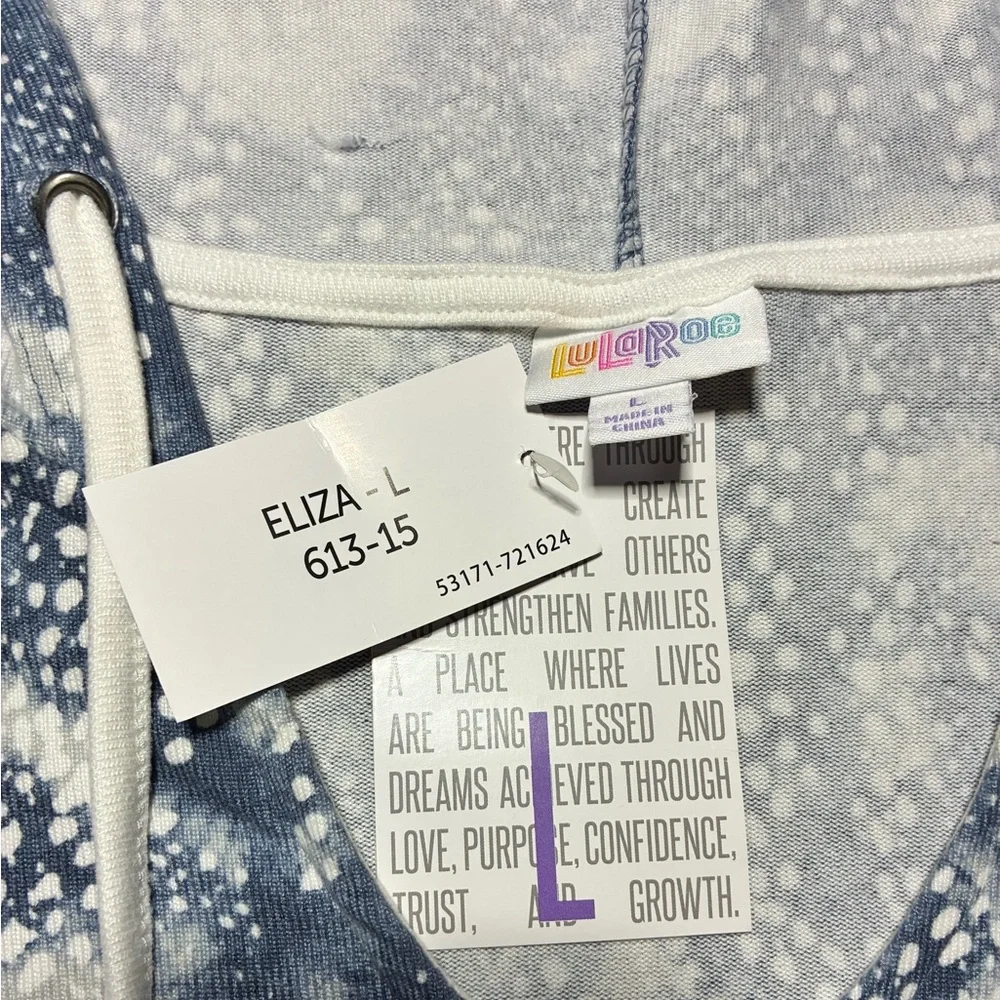 LuLaRoe
L
MADE IN
CHINA
ELIZA - L
613-15
53171-721624
THROUGH
CREATE
OTHERS
STRENGTHEN FAMILIES.
A PLACE WHERE LIVES
ARE BEING BLESSED AND
DREAMS ACHIEVED THROUGH
LOVE, PURPOSE, CONFIDENCE,
TRUST, AND GROWTH.
L